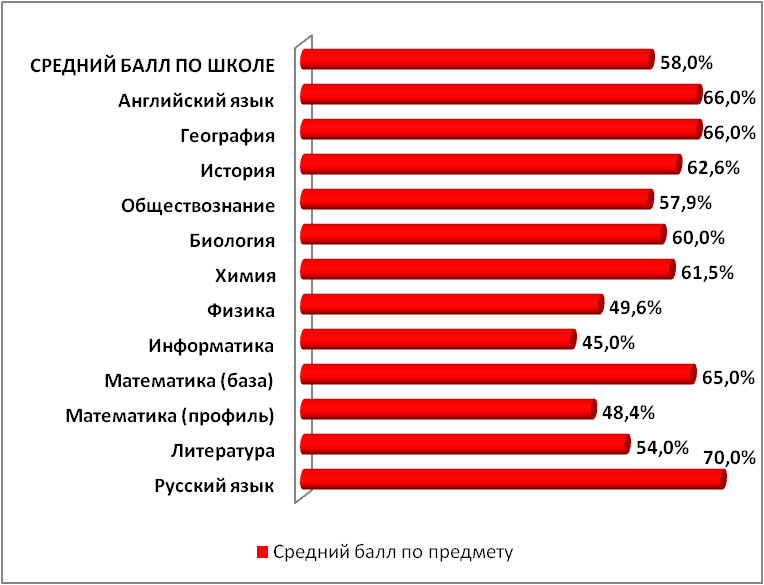 СРЕДНИЙ БАЛЛ ПО ШКОЛЕ 58,0%
Английский язык 66,0%
География 66,0%
История 62,6%
Обществознание 57,9%
Биология 60,0%
Химия 61,5%
Физика 49,6%
Информатика 45,0%
Математика (база) 65,0%
Математика (профиль) 48,4%
Литература 54,0%
Русский язык 70,0%
Средний балл по предмету